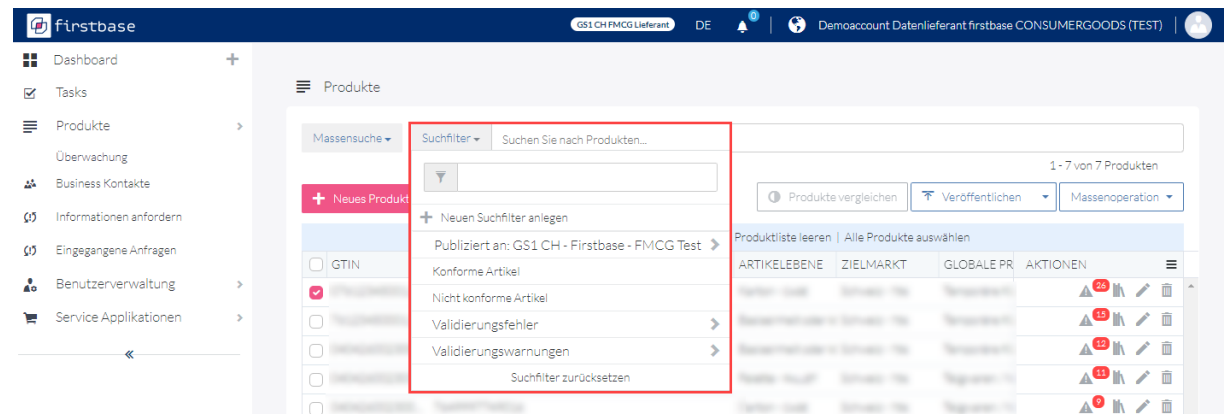 firstbase
GS1 CH FMCG Lieferant DE 0 Demoaccount Datenlieferant firstbase CONSUMERGOODS (TEST)
Dashboard
Tasks
Produkte
Überwachung
Business Kontakte
Informationen anfordern
Eingegangene Anfragen
Benutzerverwaltung
Service Applikationen
Produkte
Massensuche Suchfilter Suchen Sie nach Produkten...
1 - 7 von 7 Produkten
Neues Produkt Produkte vergleichen Veröffentlichen Massenoperation
Neuen Suchfilter anlegen
Publiziert an: GS1 CH - Firstbase - FMCG Test
Konforme Artikel
Nicht konforme Artikel
Validierungsfehler
Validierungswarnungen
Suchfilter zurücksetzen
Produktliste leeren | Alle Produkte auswählen
GTIN ARTIKELEBENE ZIELMARKT GLOBALE PR AKTIONEN
26
15
12
11
9